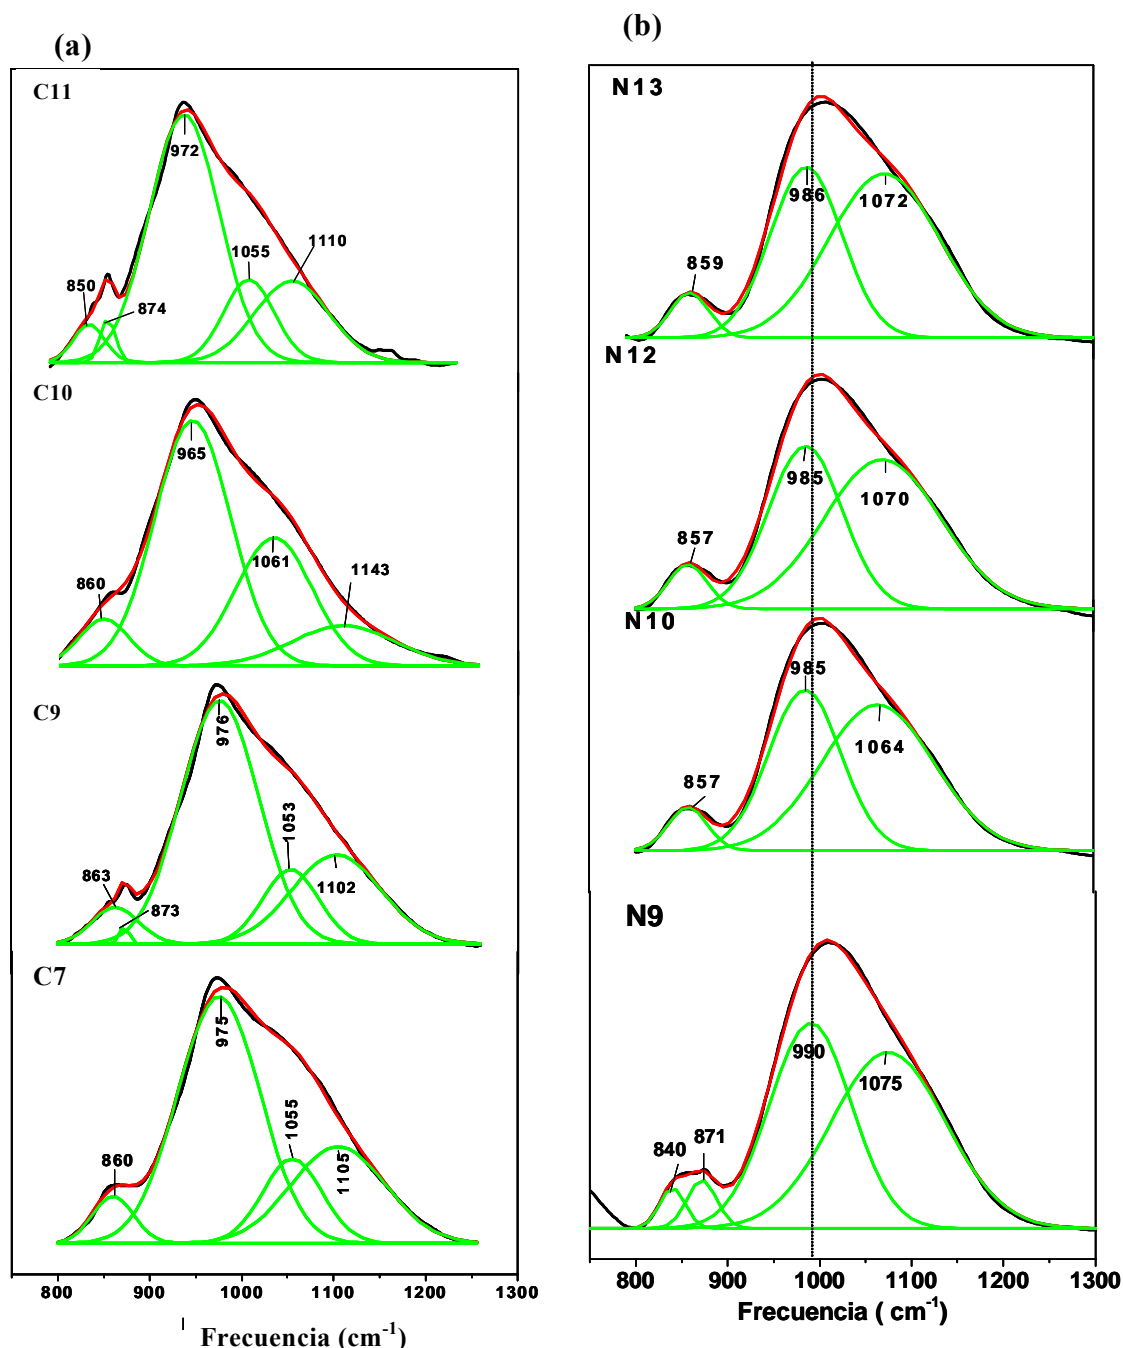 (a)
C11
972
1055
1110
850
874
C10
965
1061
1143
860
C9
976
1053
1102
863
873
C7
975
1055
1105
860
800 900 1000 1100 1200 1300
Frecuencia (cm-1)
(b)
N13
986
1072
859
N12
985
1070
857
N10
985
1064
857
N9
990
1075
840
871
800 900 1000 1100 1200 1300
Frecuencia ( cm-1)